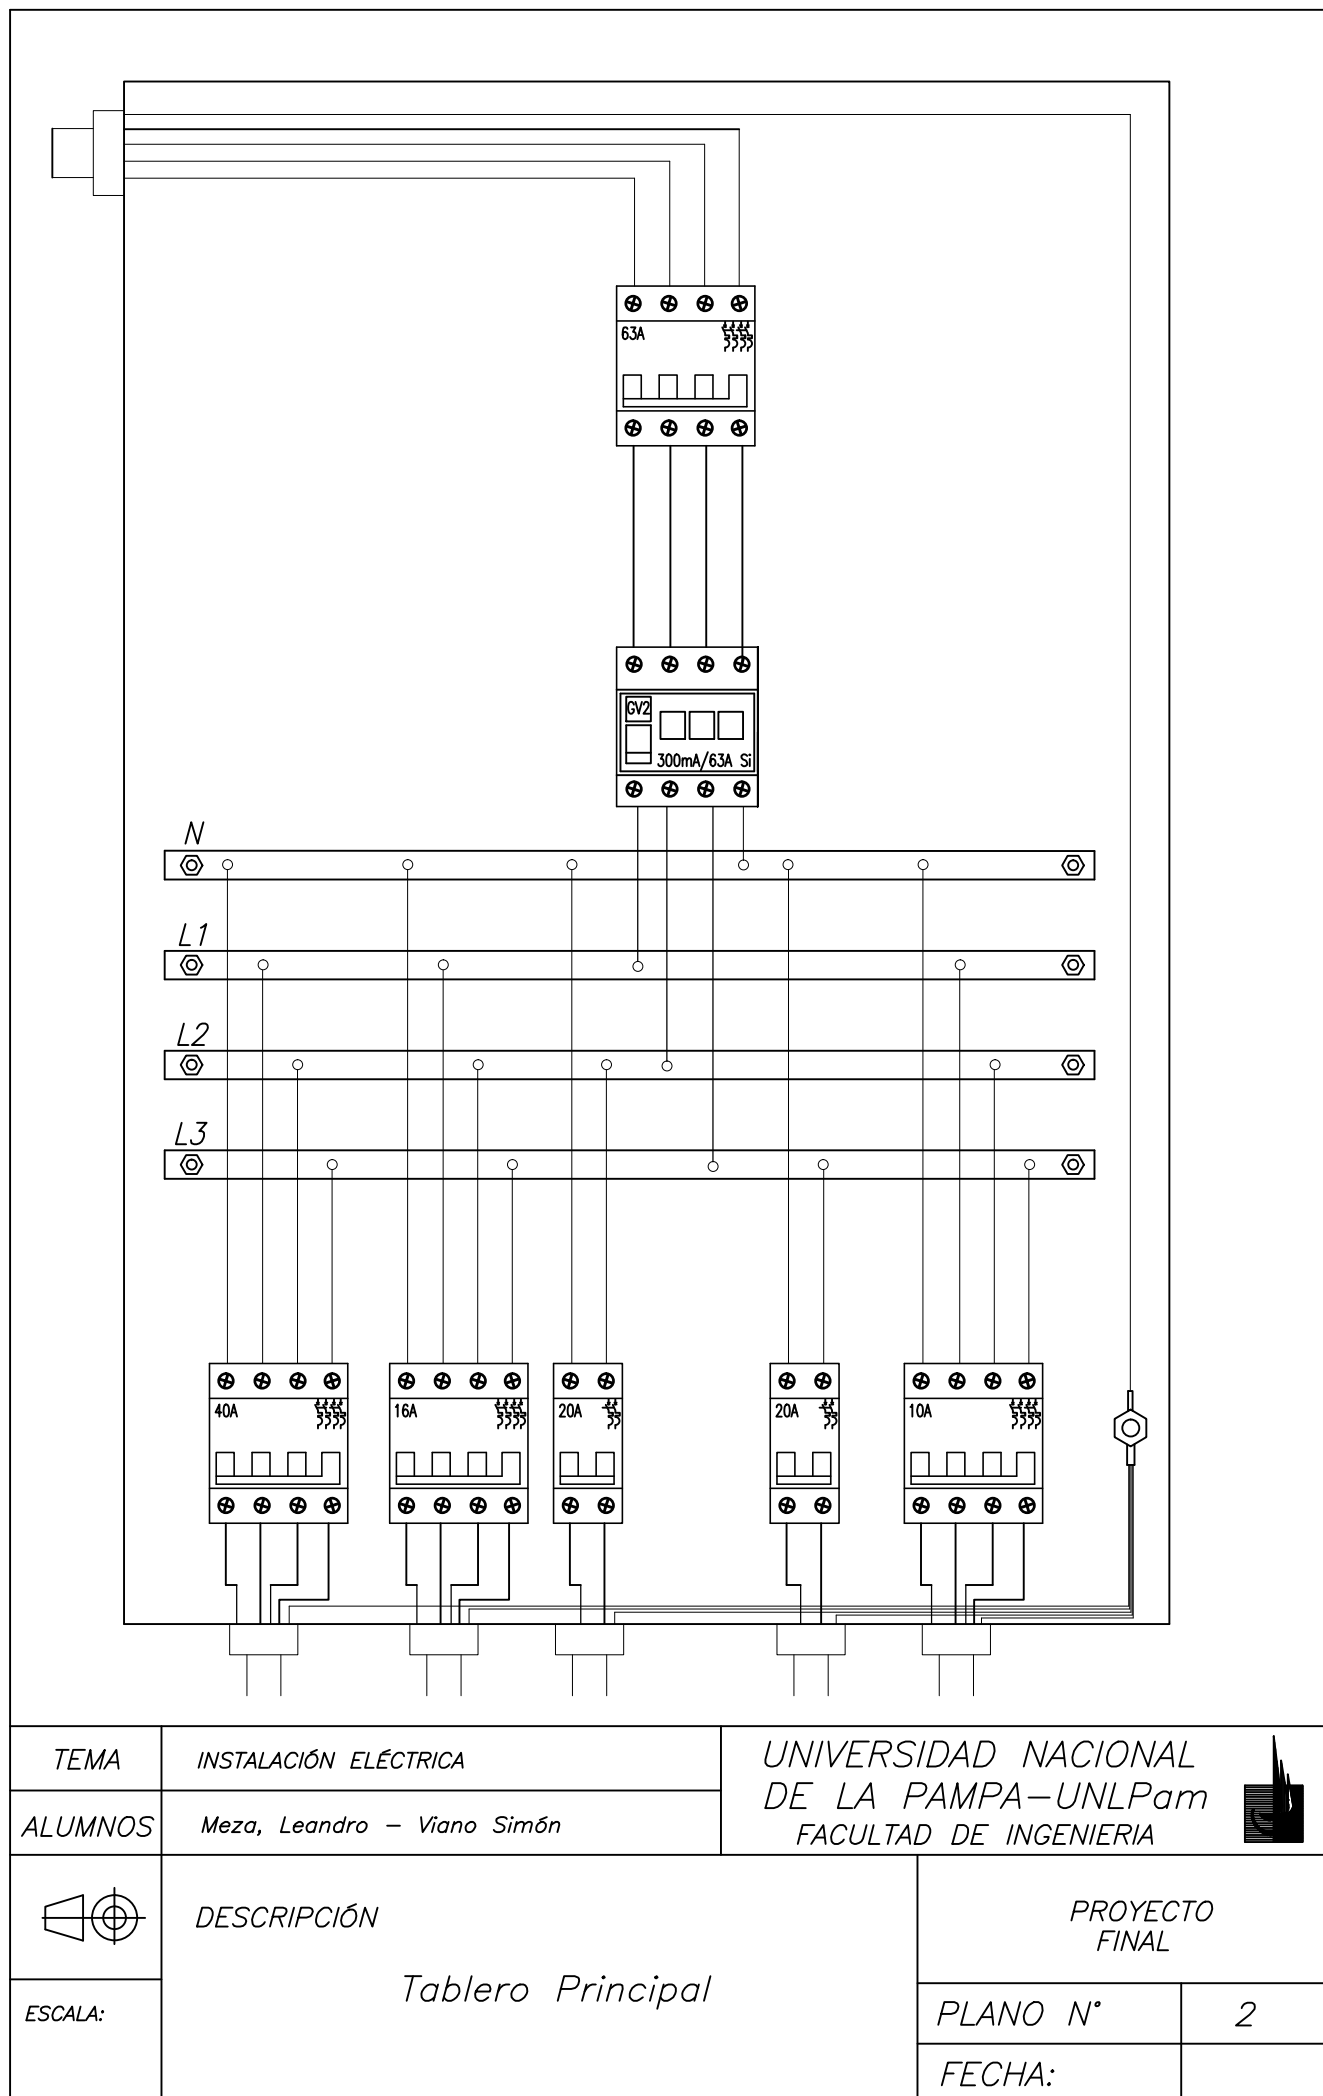 63A
GV2
300mA/63A Si
N
L1
L2
L3
40A
16A
20A
20A
10A
TEMA
INSTALACIÓN ELÉCTRICA
UNIVERSIDAD NACIONAL
DE LA PAMPA-UNLPam
FACULTAD DE INGENIERIA
ALUMNOS
Meza, Leandro - Viano Simón
DESCRIPCIÓN
Tablero Principal
PROYECTO
FINAL
ESCALA:
PLANO N° 2
FECHA: